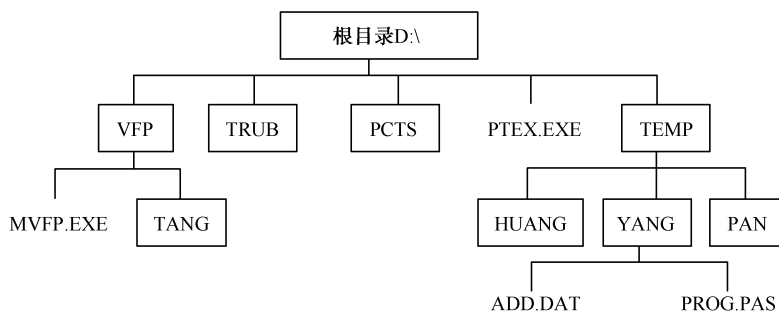 根目录D:\
VFP
TRUB
PCTS
PTEX.EXE
TEMP
MVFP.EXE
TANG
HUANG
YANG
PAN
ADD.DAT
PROG.PAS